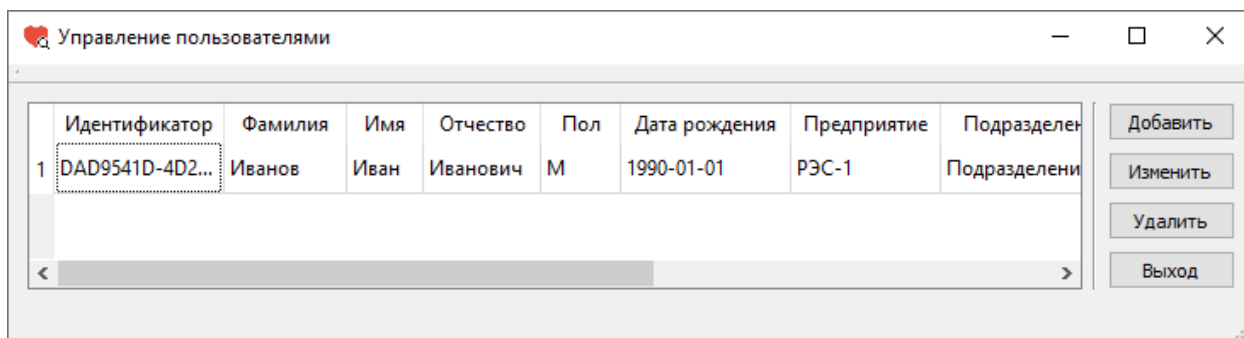 Управление пользователями
Идентификатор Фамилия Имя Отчество Пол Дата рождения Предприятие Подразделен
1 DAD9541D-4D2... Иванов Иван Иванович М 1990-01-01 РЭС-1 Подразделени
Добавить
Изменить
Удалить
Выход